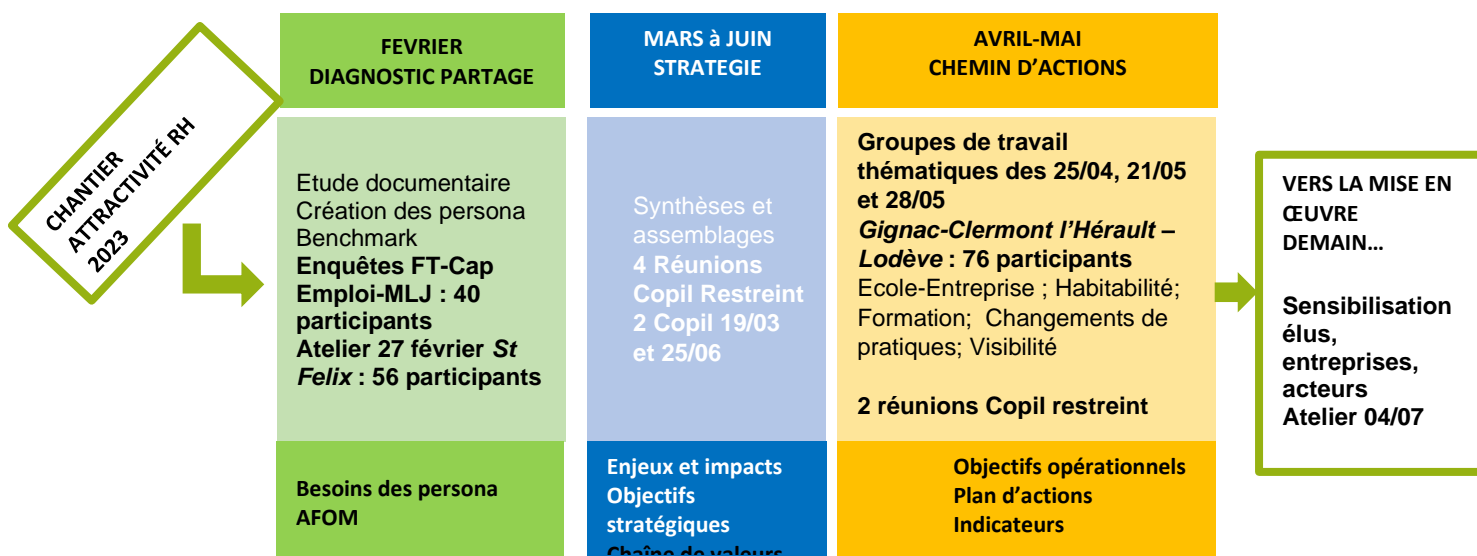 CHANTIER
ATTRACTIVITÉ RH
2023
FEVRIER
DIAGNOSTIC PARTAGE
Etude documentaire
Création des persona
Benchmark
Enquêtes FT-Cap
Emploi-MLJ : 40
participants
Atelier 27 février St
Felix : 56 participants
Besoins des persona
AFOM
MARS à JUIN
STRATEGIE
Synthèses et
assemblages
4 Réunions
Copil Restreint
2 Copil 19/03
et 25/06
Enjeux et impacts
Objectifs
stratégiques
Chaîne de valeurs
AVRIL-MAI
CHEMIN D’ACTIONS
Groupes de travail
thématiques des 25/04, 21/05
et 28/05
Gignac-Clermont l’Hérault –
Lodève : 76 participants
Ecole-Entreprise ; Habitabilité;
Formation; Changements de
pratiques; Visibilité
2 réunions Copil restreint
Objectifs opérationnels
Plan d’actions
Indicateurs
VERS LA MISE EN
ŒUVRE
DEMAIN…
Sensibilisation
élus,
entreprises,
acteurs
Atelier 04/07